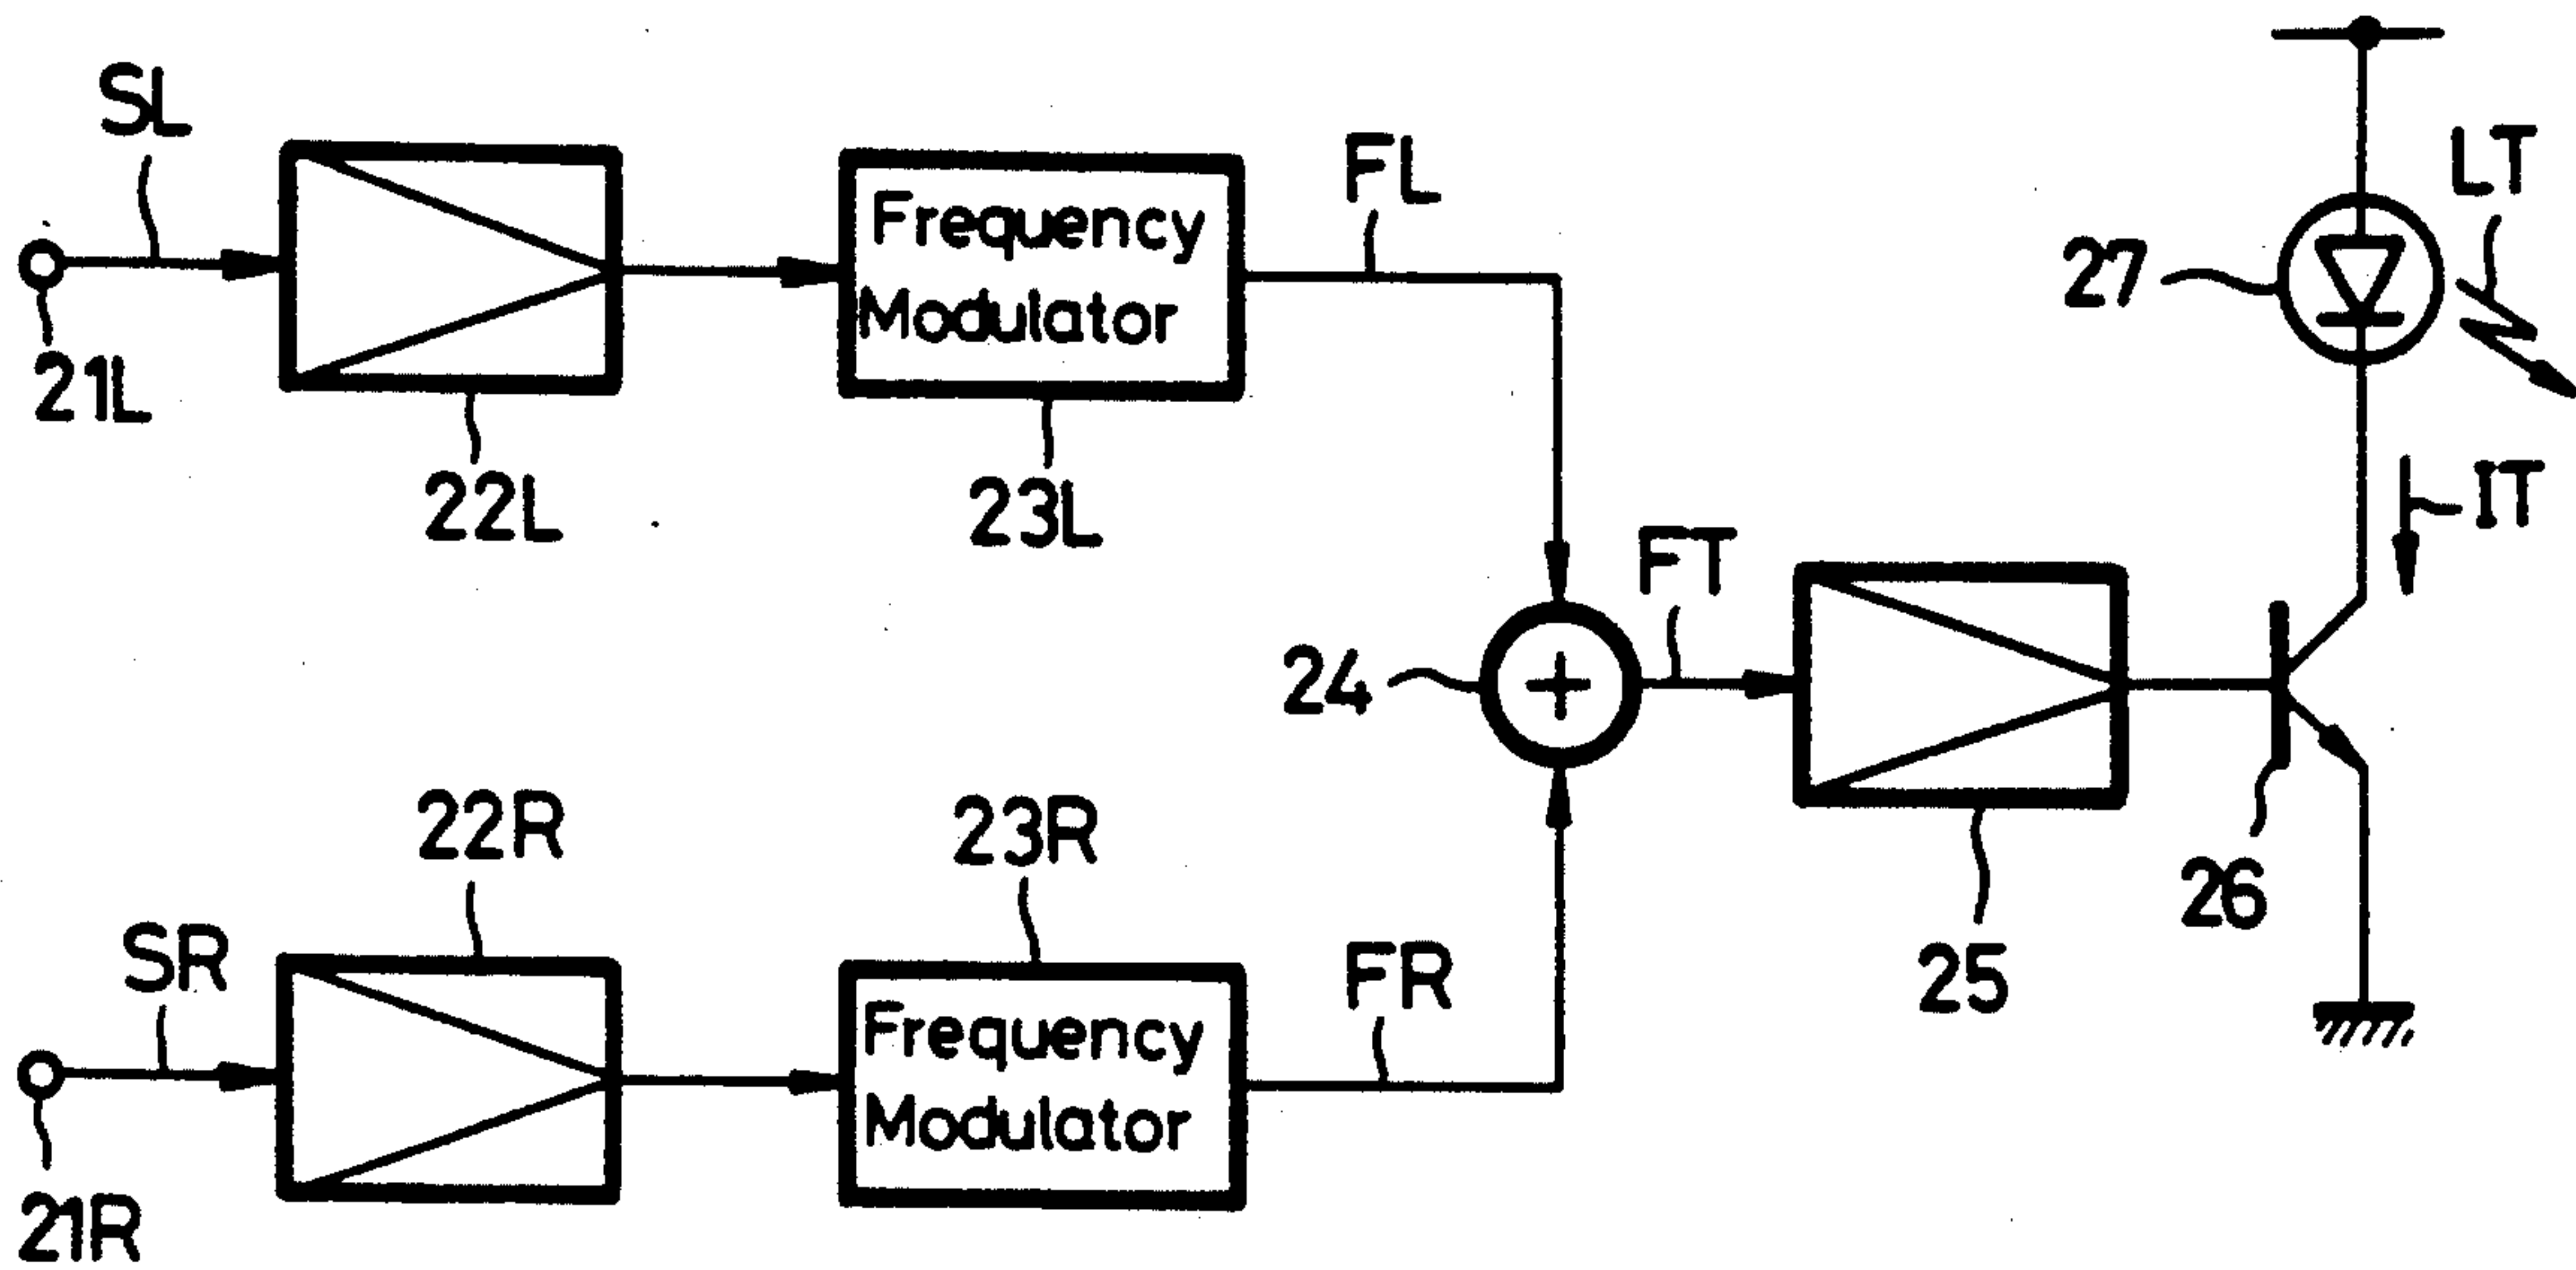 SL
21L
22L
Frequency
Modulator
23L
FL
LT
27
IT
FT
24
+
25
26
22R
23R
SR
21R
Frequency
Modulator
FR